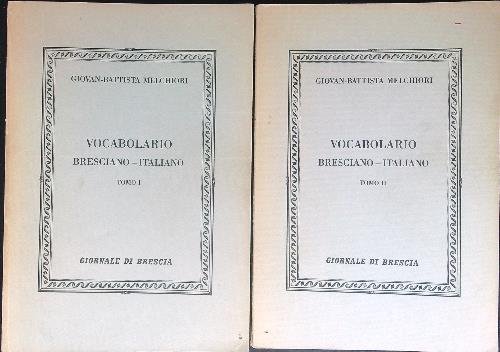 GIOVAN-BATTISTA MELCHIORI
VOCABOLARIO
BRESCIANO-ITALIANO
TOMO I
GIORNALE DI BRESCIA
GIOVAN-BATTISTA MELCHIORI
VOCABOLARIO
BRESCIANO-ITALIANO
TOMO II
GIORNALE DI BRESCIA